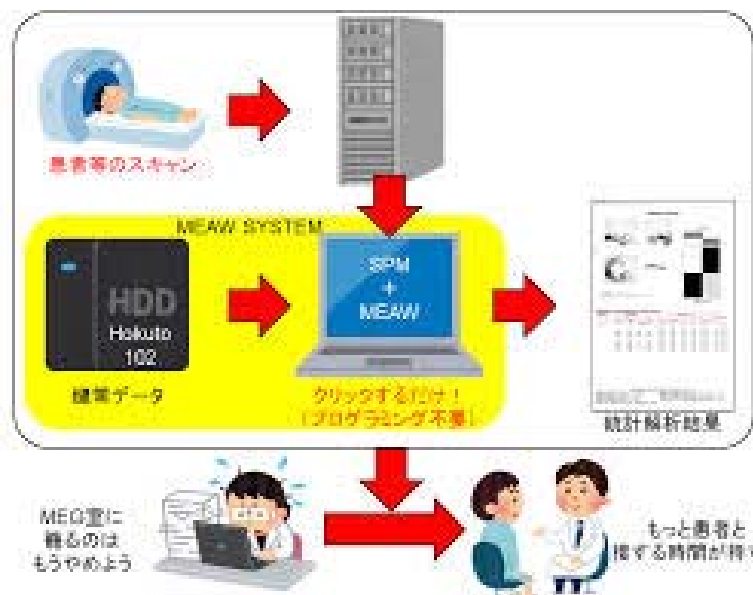 患者等のスキャン
MEAW SYSTEM
HDD
Hokuto
102
健常データ
SPM
+
MEAW
クリックするだけ!
(プログラミング不要)
統計解析結果
MEG室に
籠るのは
もうやめよう
もっと患者と
接する時間が持